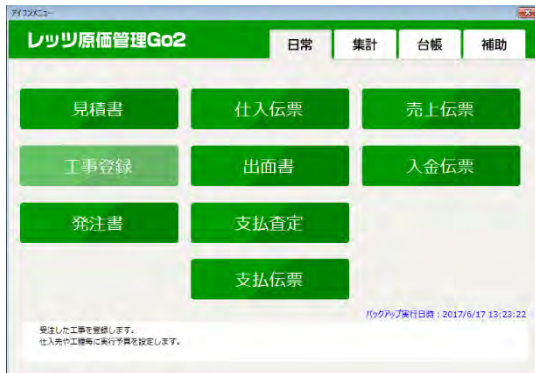 アイコンメニュー
レッツ原価管理Go2
日常 集計 台帳 補助
見積書 仕入伝票 売上伝票
工事登録 出面書 入金伝票
発注書 支払査定
支払伝票
バックアップ実行日時：2017/6/17 13:23:22
受注した工事を登録します。
仕入先や工種毎に実行予算を設定します。